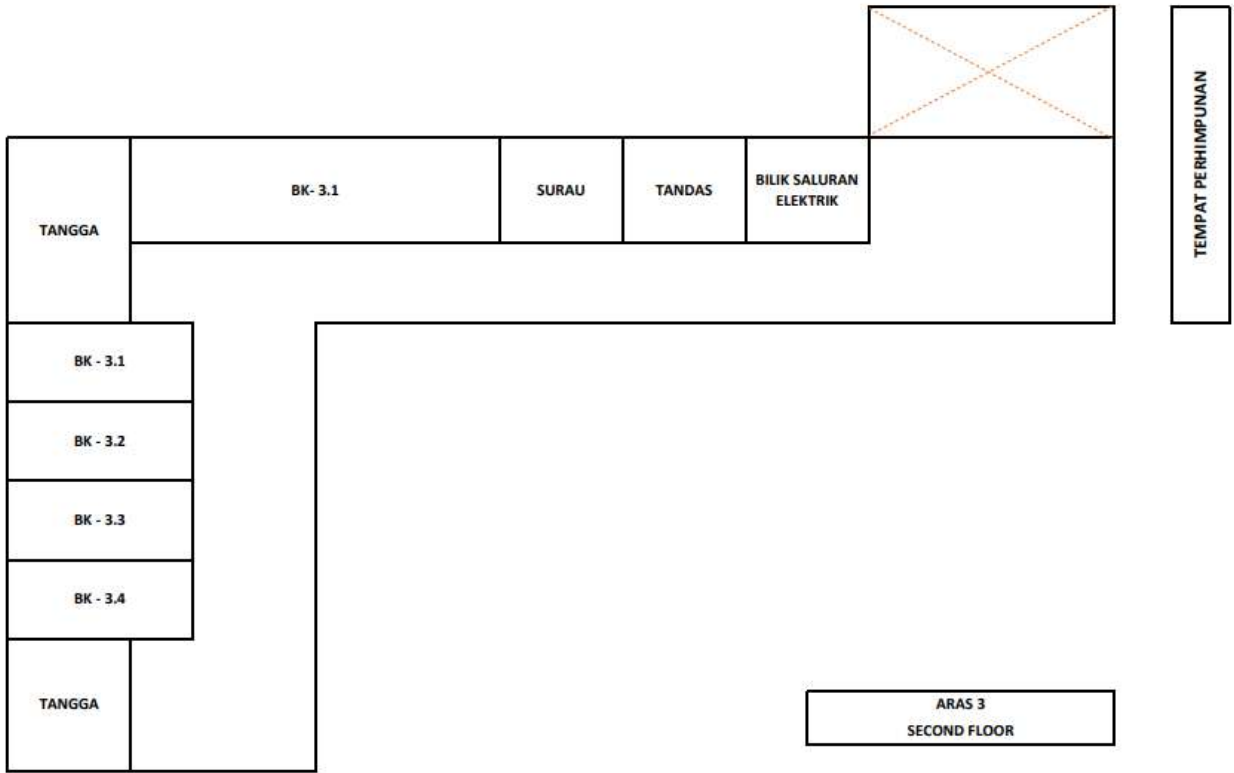 TEMPAT PERHIMPUNAN
TANGGA
BK- 3.1
SURAU
TANDAS
BILIK SALURAN
ELEKTRIK
BK - 3.1
BK - 3.2
BK - 3.3
BK - 3.4
TANGGA
ARAS 3
SECOND FLOOR